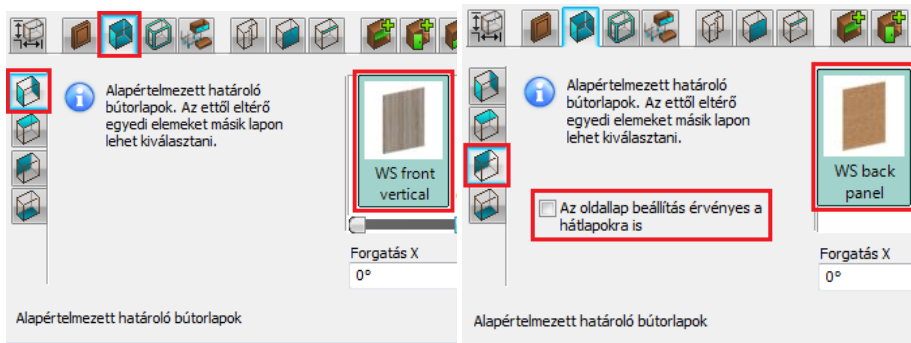 Alapértelmezett határoló
bútorlapok. Az ettől eltérő
egyedi elemeket másik lapon
lehet kiválasztani.
WS front
vertical
Forgatás X
0°
Alapértelmezett határoló bútorlapok
Alapértelmezett határoló
bútorlapok. Az ettől eltérő
egyedi elemeket másik lapon
lehet kiválasztani.
WS back
panel
Az oldallap beállítás érvényes a
hátlapokra is
Forgatás X
0°
Alapértelmezett határoló bútorlapok